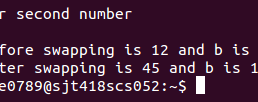 r second number
fore swapping is 12 and b is
ter swapping is 45 and b is 1
e0789@sjt418scs052:~$